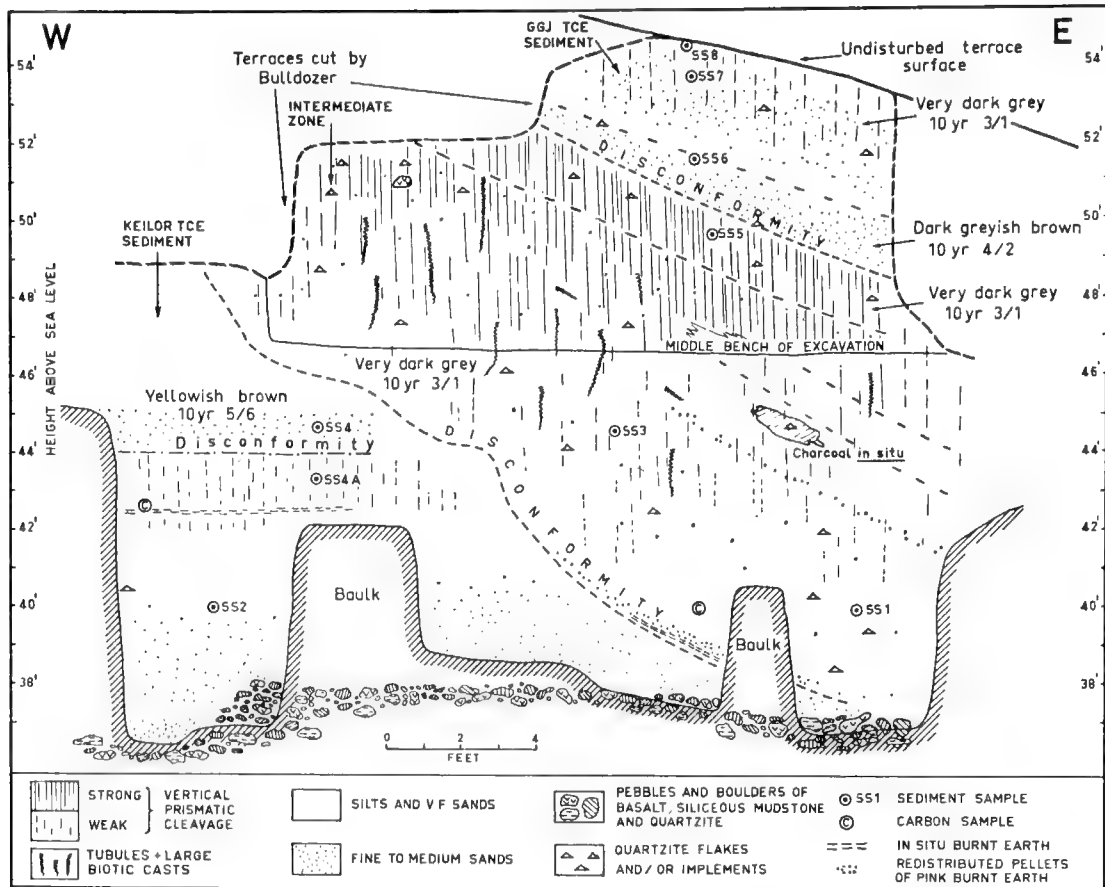 W
E
GGJ TCE
SEDIMENT
Undisturbed terrace
surface
Terraces cut by
Bulldozer
INTERMEDIATE
ZONE
KEILOR TCE
SEDIMENT
SS8
SS7
Very dark grey
10 yr 3/1
SS6
DISCONFORMITY
SS5
Dark greyish brown
10 yr 4/2
Very dark grey
10 yr 3/1
MIDDLE BENCH OF EXCAVATION
Very dark grey
10 yr 3/1
Yellowish brown
10 yr 5/6
SS4
Disconformity
SS4A
DISCONFORMITY
SS3
Charcoal in situ
C
SS2
Baulk
C
Baulk
SS1
HEIGHT ABOVE SEA LEVEL
54'
52'
50'
48'
46'
44'
42'
40'
38'
54'
52'
50'
48'
46'
44'
42'
40'
38'
0 2 4
FEET
STRONG
WEAK
VERTICAL
PRISMATIC
CLEAVAGE
TUBULES + LARGE
BIOTIC CASTS
SILTS AND V F SANDS
FINE TO MEDIUM SANDS
PEBBLES AND BOULDERS OF
BASALT, SILICEOUS MUDSTONE
AND QUARTZITE
QUARTZITE FLAKES
AND/OR IMPLEMENTS
SS1 SEDIMENT SAMPLE
C CARBON SAMPLE
IN SITU BURNT EARTH
REDISTRIBUTED PELLETS
OF PINK BURNT EARTH